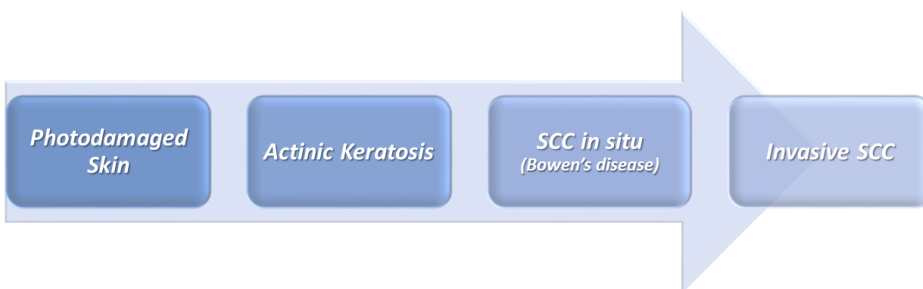 Photodamaged
Skin
Actinic Keratosis
SCC in situ
(Bowen's disease)
Invasive SCC